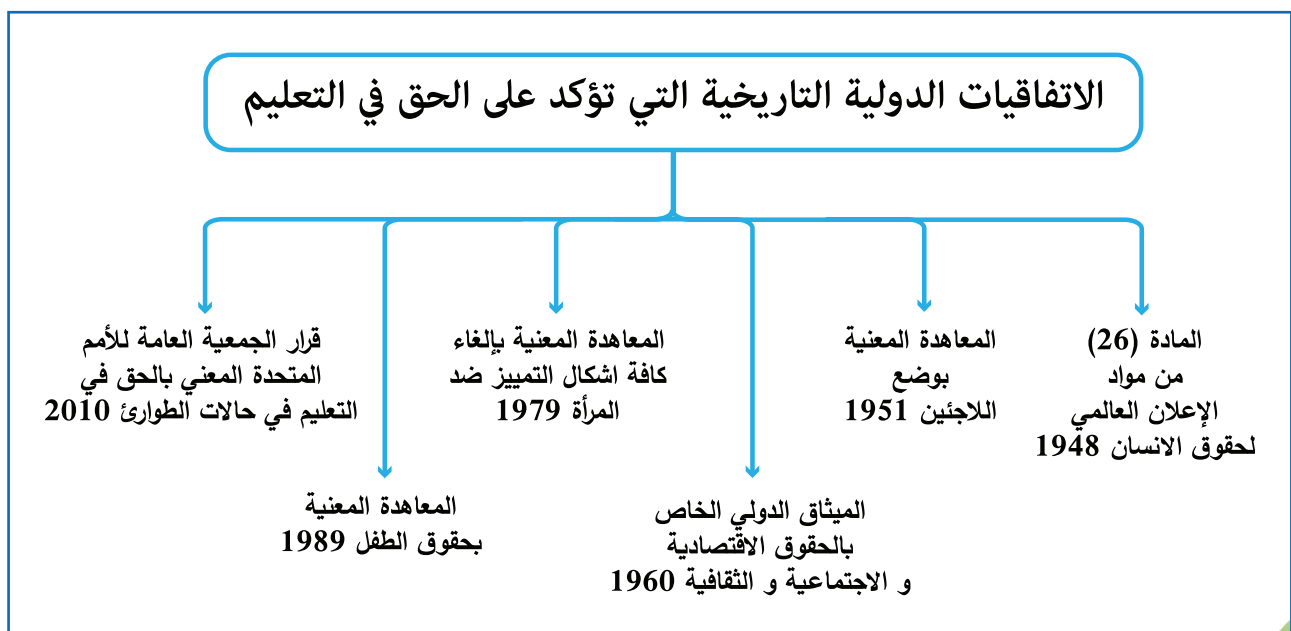 الاتفاقيات الدولية التاريخية التي تؤكد على الحق في التعليم
المادة (26)
من مواد
الإعلان العالمي
لحقوق الانسان 1948
المعاهدة المعنية
بوضع
اللاجئين 1951
الميثاق الدولي الخاص
بالحقوق الاقتصادية
و الاجتماعية و الثقافية 1960
المعاهدة المعنية بإلغاء
كافة اشكال التمييز ضد
المرأة 1979
المعاهدة المعنية
بحقوق الطفل 1989
قرار الجمعية العامة للأمم
المتحدة المعني بالحق في
التعليم في حالات الطوارئ 2010